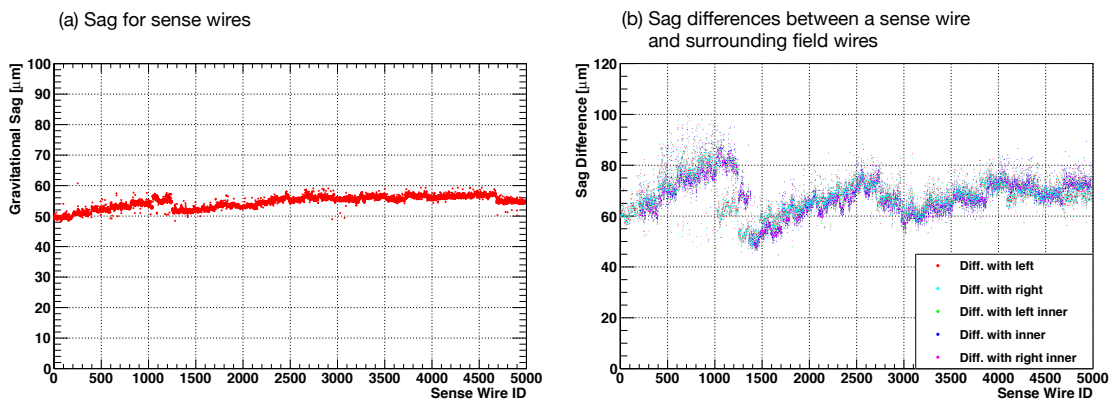 (a) Sag for sense wires
Gravitational Sag [μm]
100
90
80
70
60
50
40
30
20
10
0
0 500 1000 1500 2000 2500 3000 3500 4000 4500 5000
Sense Wire ID
(b) Sag differences between a sense wire
and surrounding field wires
Sag Difference [μm]
120
100
80
60
40
20
0
Diff. with left
Diff. with right
Diff. with left inner
Diff. with inner
Diff. with right inner
0 500 1000 1500 2000 2500 3000 3500 4000 4500 5000
Sense Wire ID